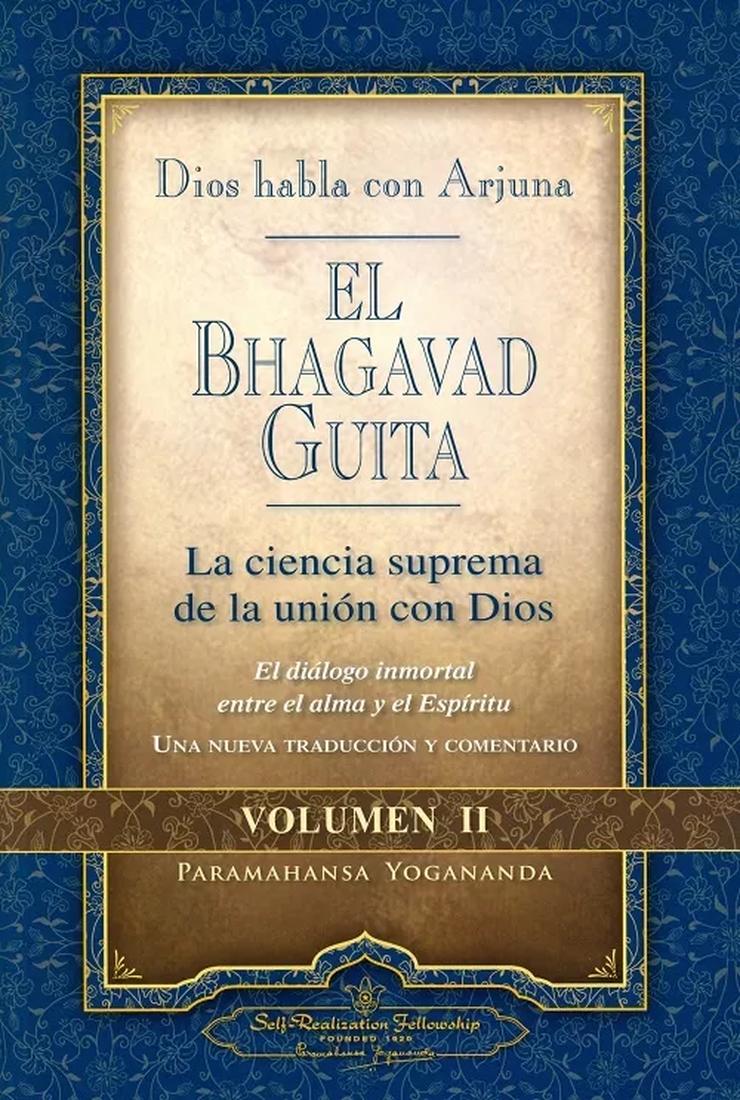 Dios habla con Arjuna
EL
BHAGAVAD
GUITA
La ciencia suprema
de la unión con Dios
El diálogo inmortal
entre el alma y el Espíritu
UNA NUEVA TRADUCCIÓN Y COMENTARIO
VOLUMEN II
PARAMAHANSA YOGANANDA
Self-Realization Fellowship
FOUNDED 1920
Paramahansa Yogananda